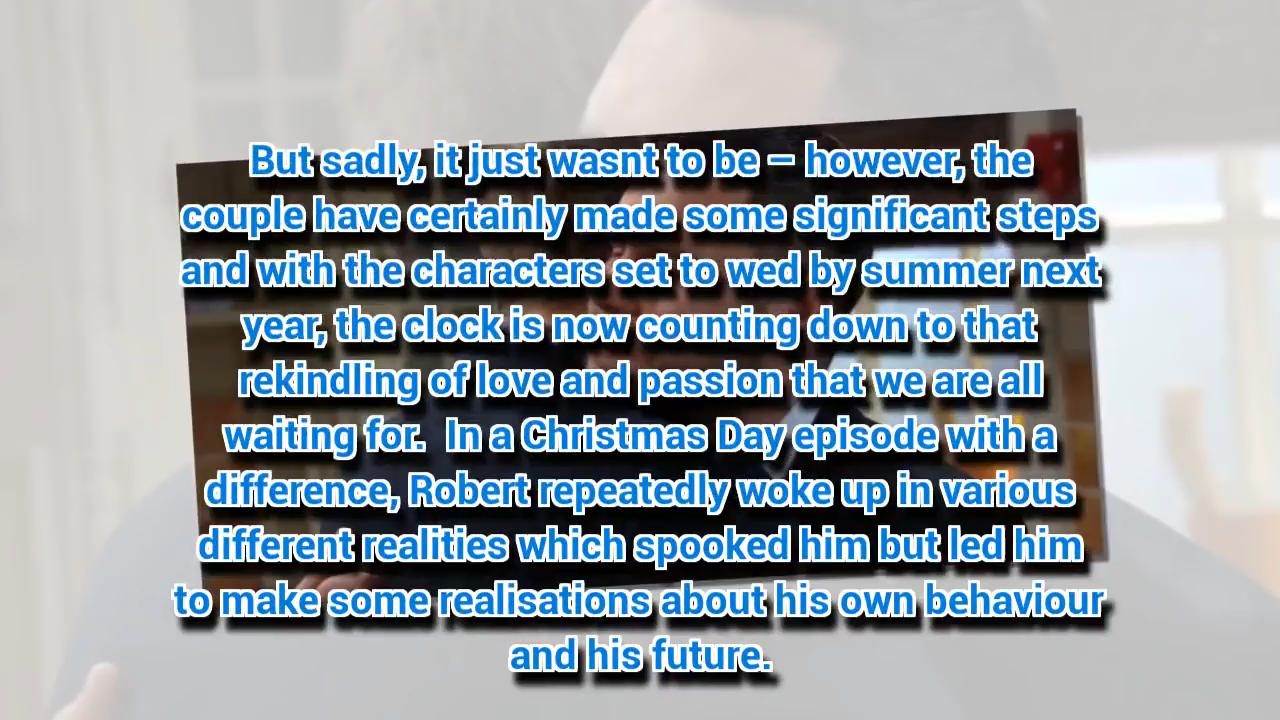 But sadly, it just wasnt to be – however, the
couple have certainly made some significant steps
and with the characters set to wed by summer next
year, the clock is now counting down to that
rekindling of love and passion that we are all
waiting for.  In a Christmas Day episode with a
difference, Robert repeatedly woke up in various
different realities which spooked him but led him
to make some realisations about his own behaviour
and his future.